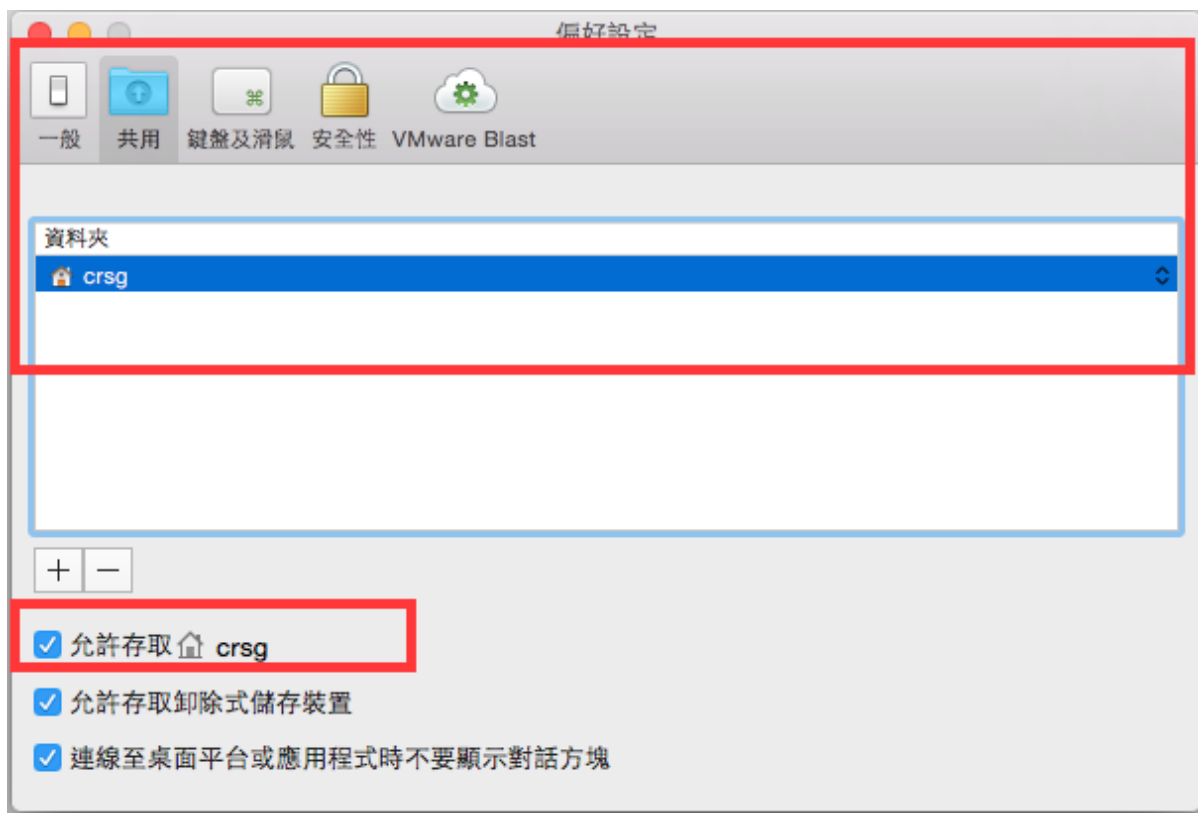 偏好設定
一般 共用 鍵盤及滑鼠 安全性 VMware Blast
資料夾
crsg
允許存取 crsg
允許存取卸除式儲存裝置
連線至桌面平台或應用程式時不要顯示對話方塊